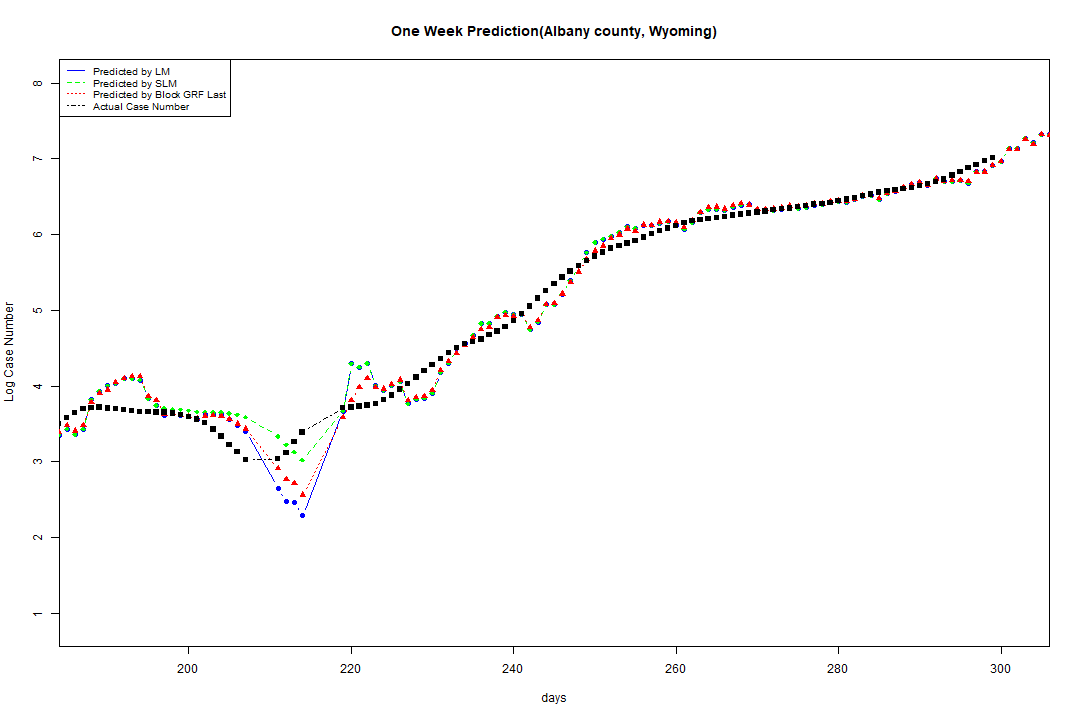 One Week Prediction(Albany county, Wyoming)
Predicted by LM
Predicted by SLM
Predicted by Block GRF Last
Actual Case Number
8
7
6
5
4
3
2
1
Log Case Number
200 220 240 260 280 300
days